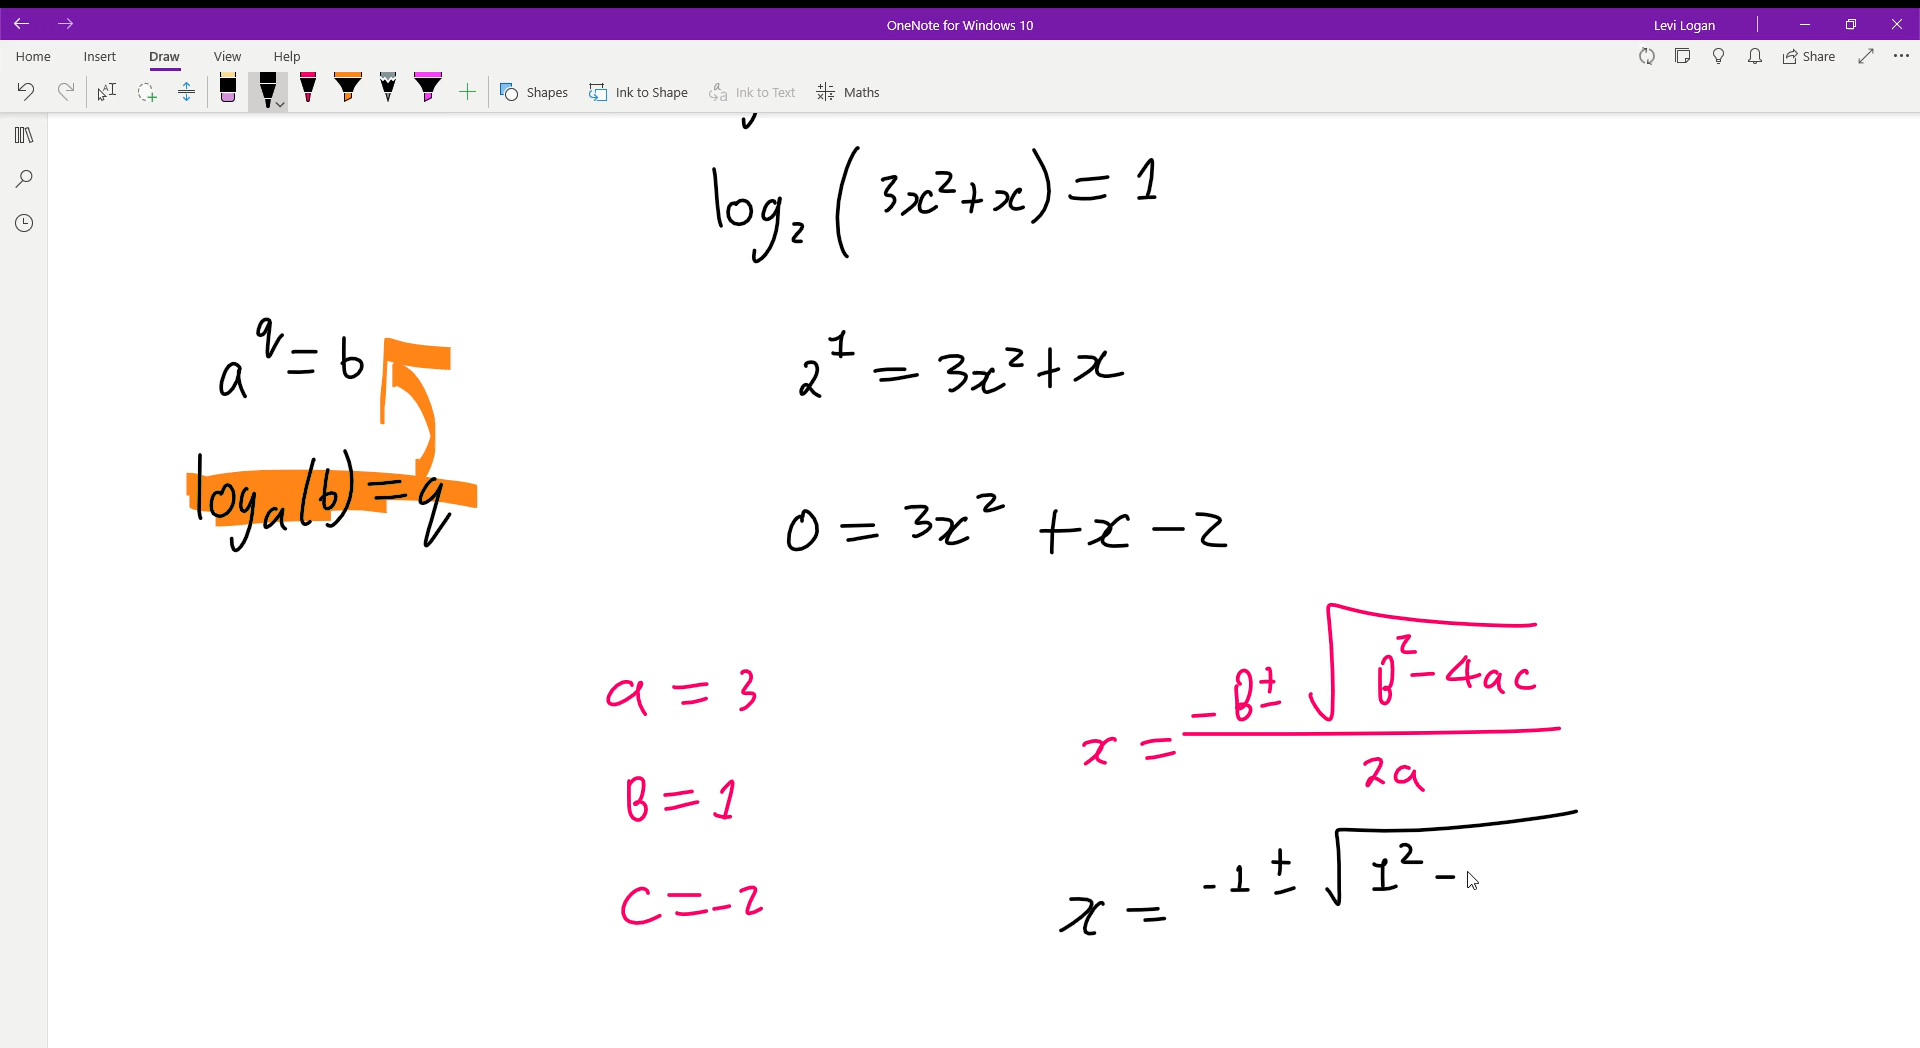 OneNote for Windows 10
Levi Logan
Home Insert Draw View Help
Share
Shapes Ink to Shape Ink to Text Maths
log₂(3x²+x) = 1
a^q = b
2¹ = 3x²+x
logₐ(b) = q
0 = 3x² + x - 2
a = 3
x = (-B ± √(B²-4ac)) / 2a
B = 1
C = -2
x = -1 ± √(1² -